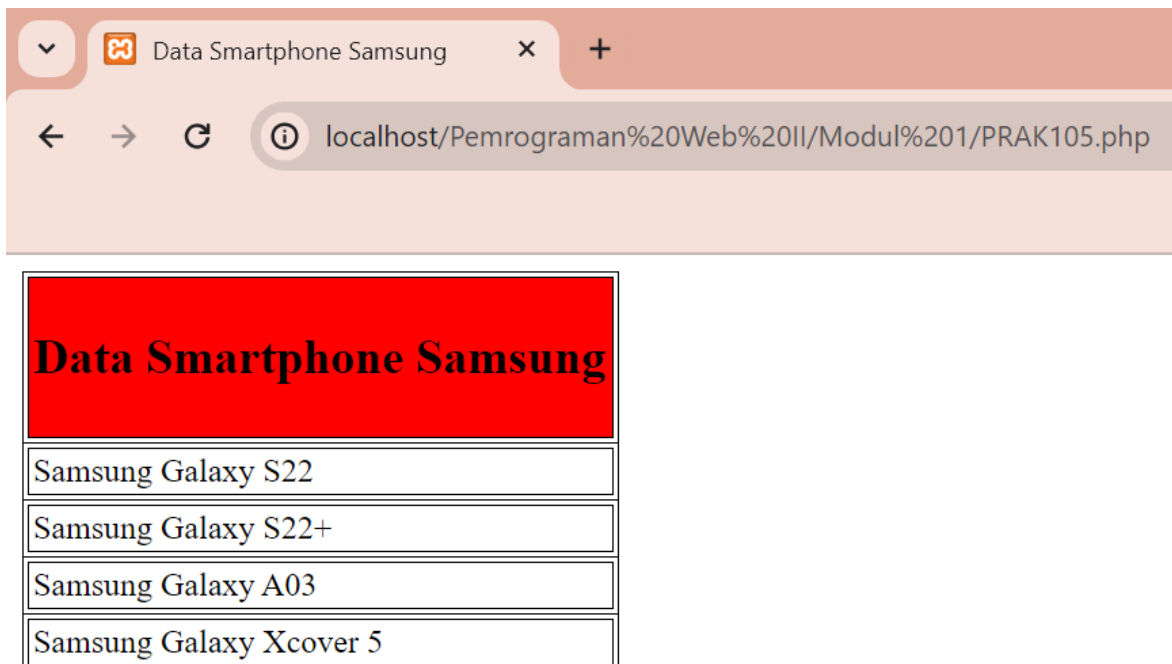 Data Smartphone Samsung
localhost/Pemrograman%20Web%20II/Modul%201/PRAK105.php
Data Smartphone Samsung
Samsung Galaxy S22
Samsung Galaxy S22+
Samsung Galaxy A03
Samsung Galaxy Xcover 5